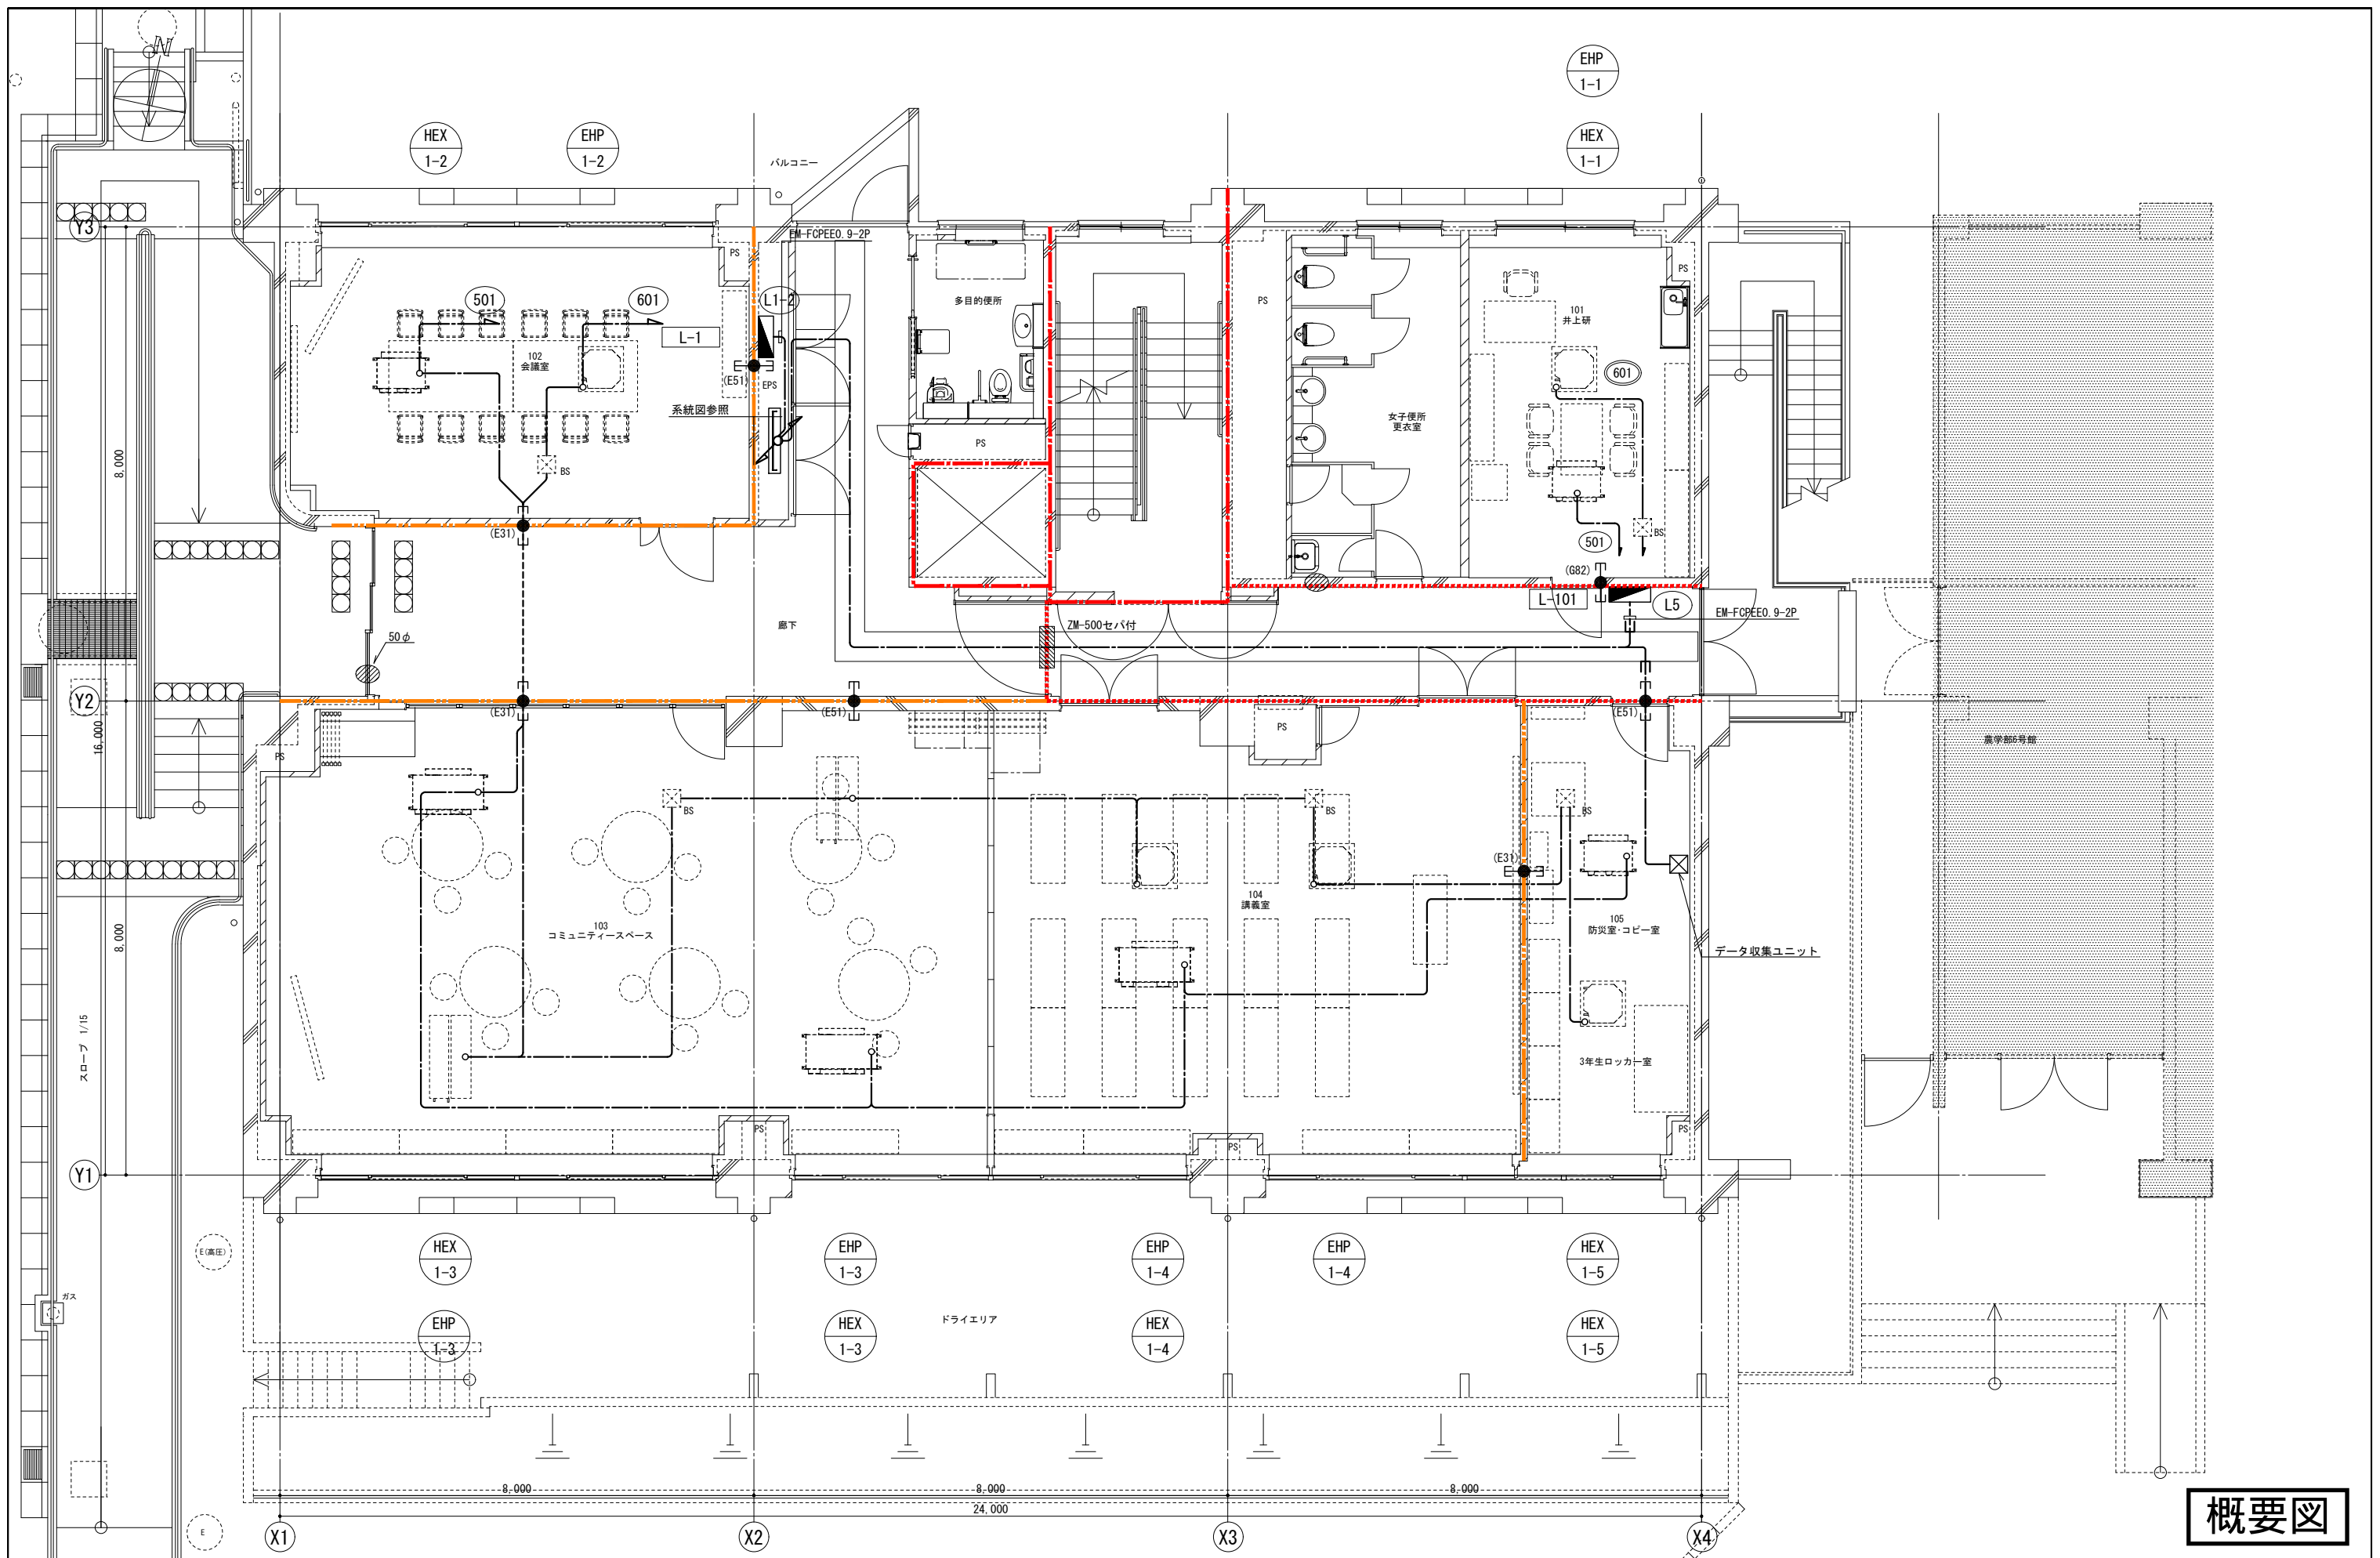 N
EHP
1-1
HEX
1-2
EHP
1-2
HEX
1-1
バルコニー
Y3
EM-FCPEE0.9-2P
PS
PS
501
601
L1-2
L-1
多目的便所
PS
101
井上研
102
会議室
601
(E51)
EPS
系統図参照
女子便所
更衣室
PS
8,000
BS
(E31)
501
BS
(G82)
L-101
L5
EM-FCPEE0.9-2P
廊下
ZM-500セパ付
50φ
Y2
(E31)
(E51)
(E51)
16,000
PS
PS
農学部6号館
BS
BS
BS
(E31)
104
講義室
103
コミュニティースペース
105
防災室・コピー室
8,000
データ収集ユニット
スロープ 1/15
3年生ロッカー室
PS
PS
PS
Y1
E(高圧)
HEX
1-3
EHP
1-3
EHP
1-4
EHP
1-4
HEX
1-5
ガス
EHP
1-3
ドライエリア
HEX
1-3
HEX
1-4
HEX
1-5
8,000
8,000
8,000
24,000
E
X1
X2
X3
X4
概要図